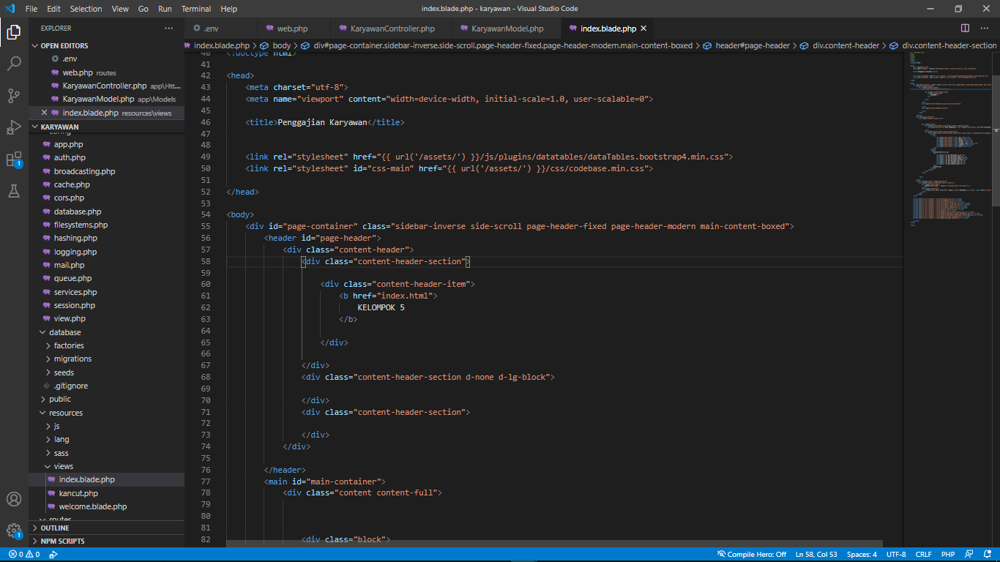 File Edit Selection View Go Run Terminal Help
index.blade.php - karyawan - Visual Studio Code
EXPLORER
OPEN EDITORS
.env
web.php routes
KaryawanController.php app\Htt...
KaryawanModel.php app\Models
index.blade.php resources\views
KARYAWAN
config
app.php
auth.php
broadcasting.php
cache.php
cors.php
database.php
filesystems.php
hashing.php
logging.php
mail.php
queue.php
services.php
session.php
view.php
database
factories
migrations
seeds
.gitignore
public
resources
js
lang
sass
views
index.blade.php
kancut.php
welcome.blade.php
routes
OUTLINE
NPM SCRIPTS
1
1
.env web.php KaryawanController.php KaryawanModel.php index.blade.php
index.blade.php > body > div#page-container.sidebar-inverse.side-scroll.page-header-fixed.page-header-modern.main-content-boxed > header#page-header > div.content-header > div.content-header-section
40 <!doctype html>
41
42 <head>
43 <meta charset="utf-8">
44 <meta name="viewport" content="width=device-width, initial-scale=1.0, user-scalable=0">
45
46 <title>Penggajian Karyawan</title>
47
48
49 <link rel="stylesheet" href="{{ url('/assets/') }}/js/plugins/datatables/dataTables.bootstrap4.min.css">
50 <link rel="stylesheet" id="css-main" href="{{ url('/assets/') }}/css/codebase.min.css">
51
52 </head>
53
54 <body>
55 <div id="page-container" class="sidebar-inverse side-scroll page-header-fixed page-header-modern main-content-boxed">
56 <header id="page-header">
57 <div class="content-header">
58 <div class="content-header-section">
59
60 <div class="content-header-item">
61 <b href="index.html">
62 KELOMPOK 5
63 </b>
64
65 </div>
66
67 </div>
68 <div class="content-header-section d-none d-lg-block">
69
70 </div>
71 <div class="content-header-section">
72
73 </div>
74 </div>
75
76 </header>
77 <main id="main-container">
78 <div class="content content-full">
79
80
81
82 <div class="block">
0 0 Compile Hero: Off Ln 58, Col 53 Spaces: 4 UTF-8 CRLF PHP